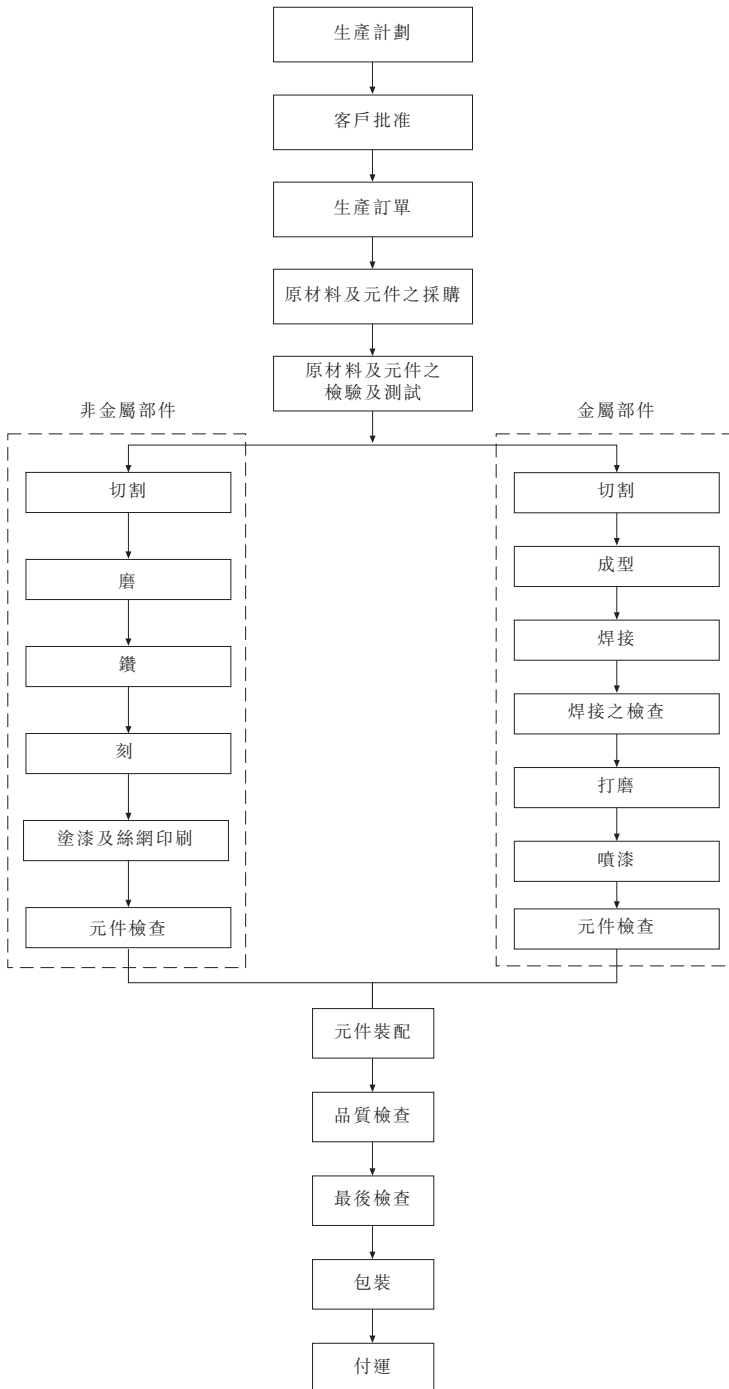 生產計劃
客戶批准
生產訂單
原材料及元件之採購
原材料及元件之
檢驗及測試
非金屬部件
切割
磨
鑽
刻
塗漆及絲網印刷
元件檢查
金屬部件
切割
成型
焊接
焊接之檢查
打磨
噴漆
元件檢查
元件裝配
品質檢查
最後檢查
包裝
付運